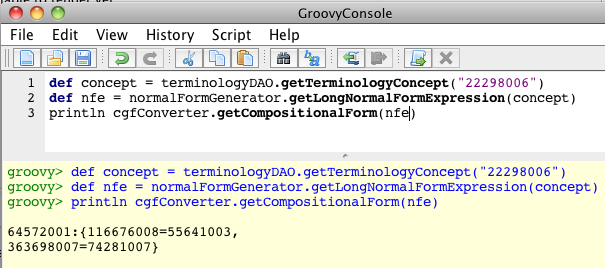 GroovyConsole
File Edit View History Script Help
1 def concept = terminologyDAO.getTerminologyConcept("22298006")
2 def nfe = normalFormGenerator.getLongNormalFormExpression(concept)
3 println cgfConverter.getCompositionalForm(nfe)
groovy> def concept = terminologyDAO.getTerminologyConcept("22298006")
groovy> def nfe = normalFormGenerator.getLongNormalFormExpression(concept)
groovy> println cgfConverter.getCompositionalForm(nfe)
64572001:{116676008=55641003,
363698007=74281007}